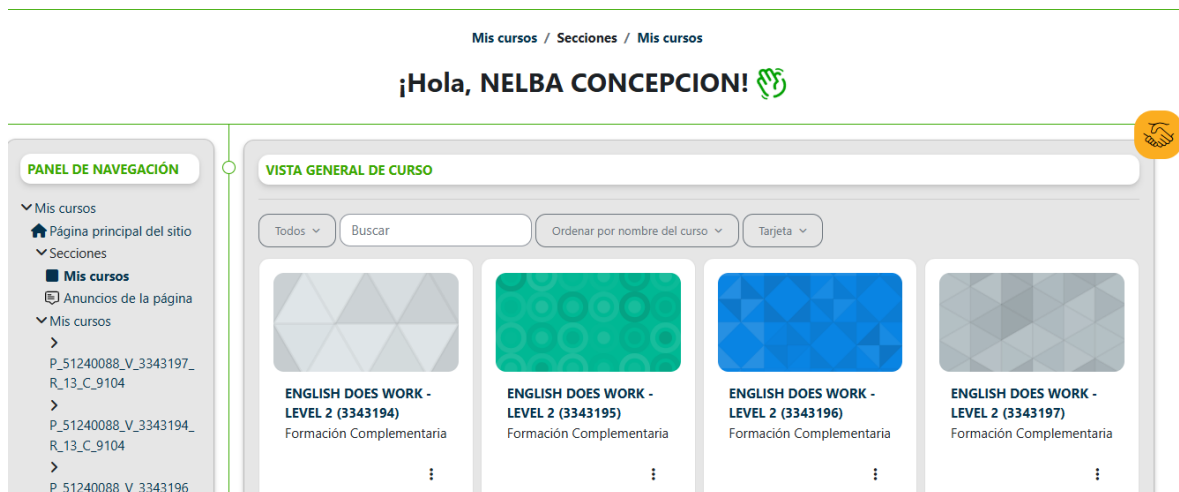 Mis cursos / Secciones / Mis cursos
¡Hola, NELBA CONCEPCION!
PANEL DE NAVEGACIÓN
Mis cursos
Página principal del sitio
Secciones
Mis cursos
Anuncios de la página
Mis cursos
P_51240088_V_3343197_
R_13_C_9104
P_51240088_V_3343194_
R_13_C_9104
P_51240088_V_3343196
VISTA GENERAL DE CURSO
Todos
Buscar
Ordenar por nombre del curso
Tarjeta
ENGLISH DOES WORK -
LEVEL 2 (3343194)
Formación Complementaria
ENGLISH DOES WORK -
LEVEL 2 (3343195)
Formación Complementaria
ENGLISH DOES WORK -
LEVEL 2 (3343196)
Formación Complementaria
ENGLISH DOES WORK -
LEVEL 2 (3343197)
Formación Complementaria